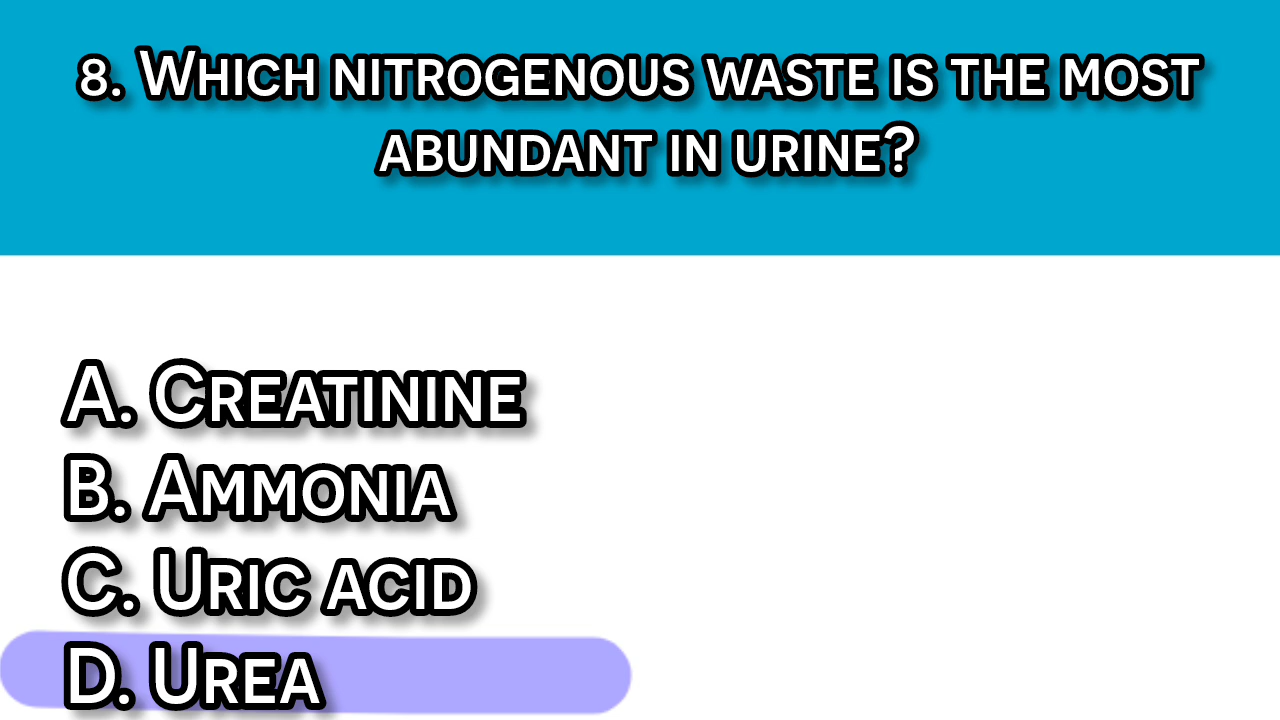 8. Which nitrogenous waste is the most
abundant in urine?
A. Creatinine
B. Ammonia
C. Uric acid
D. Urea